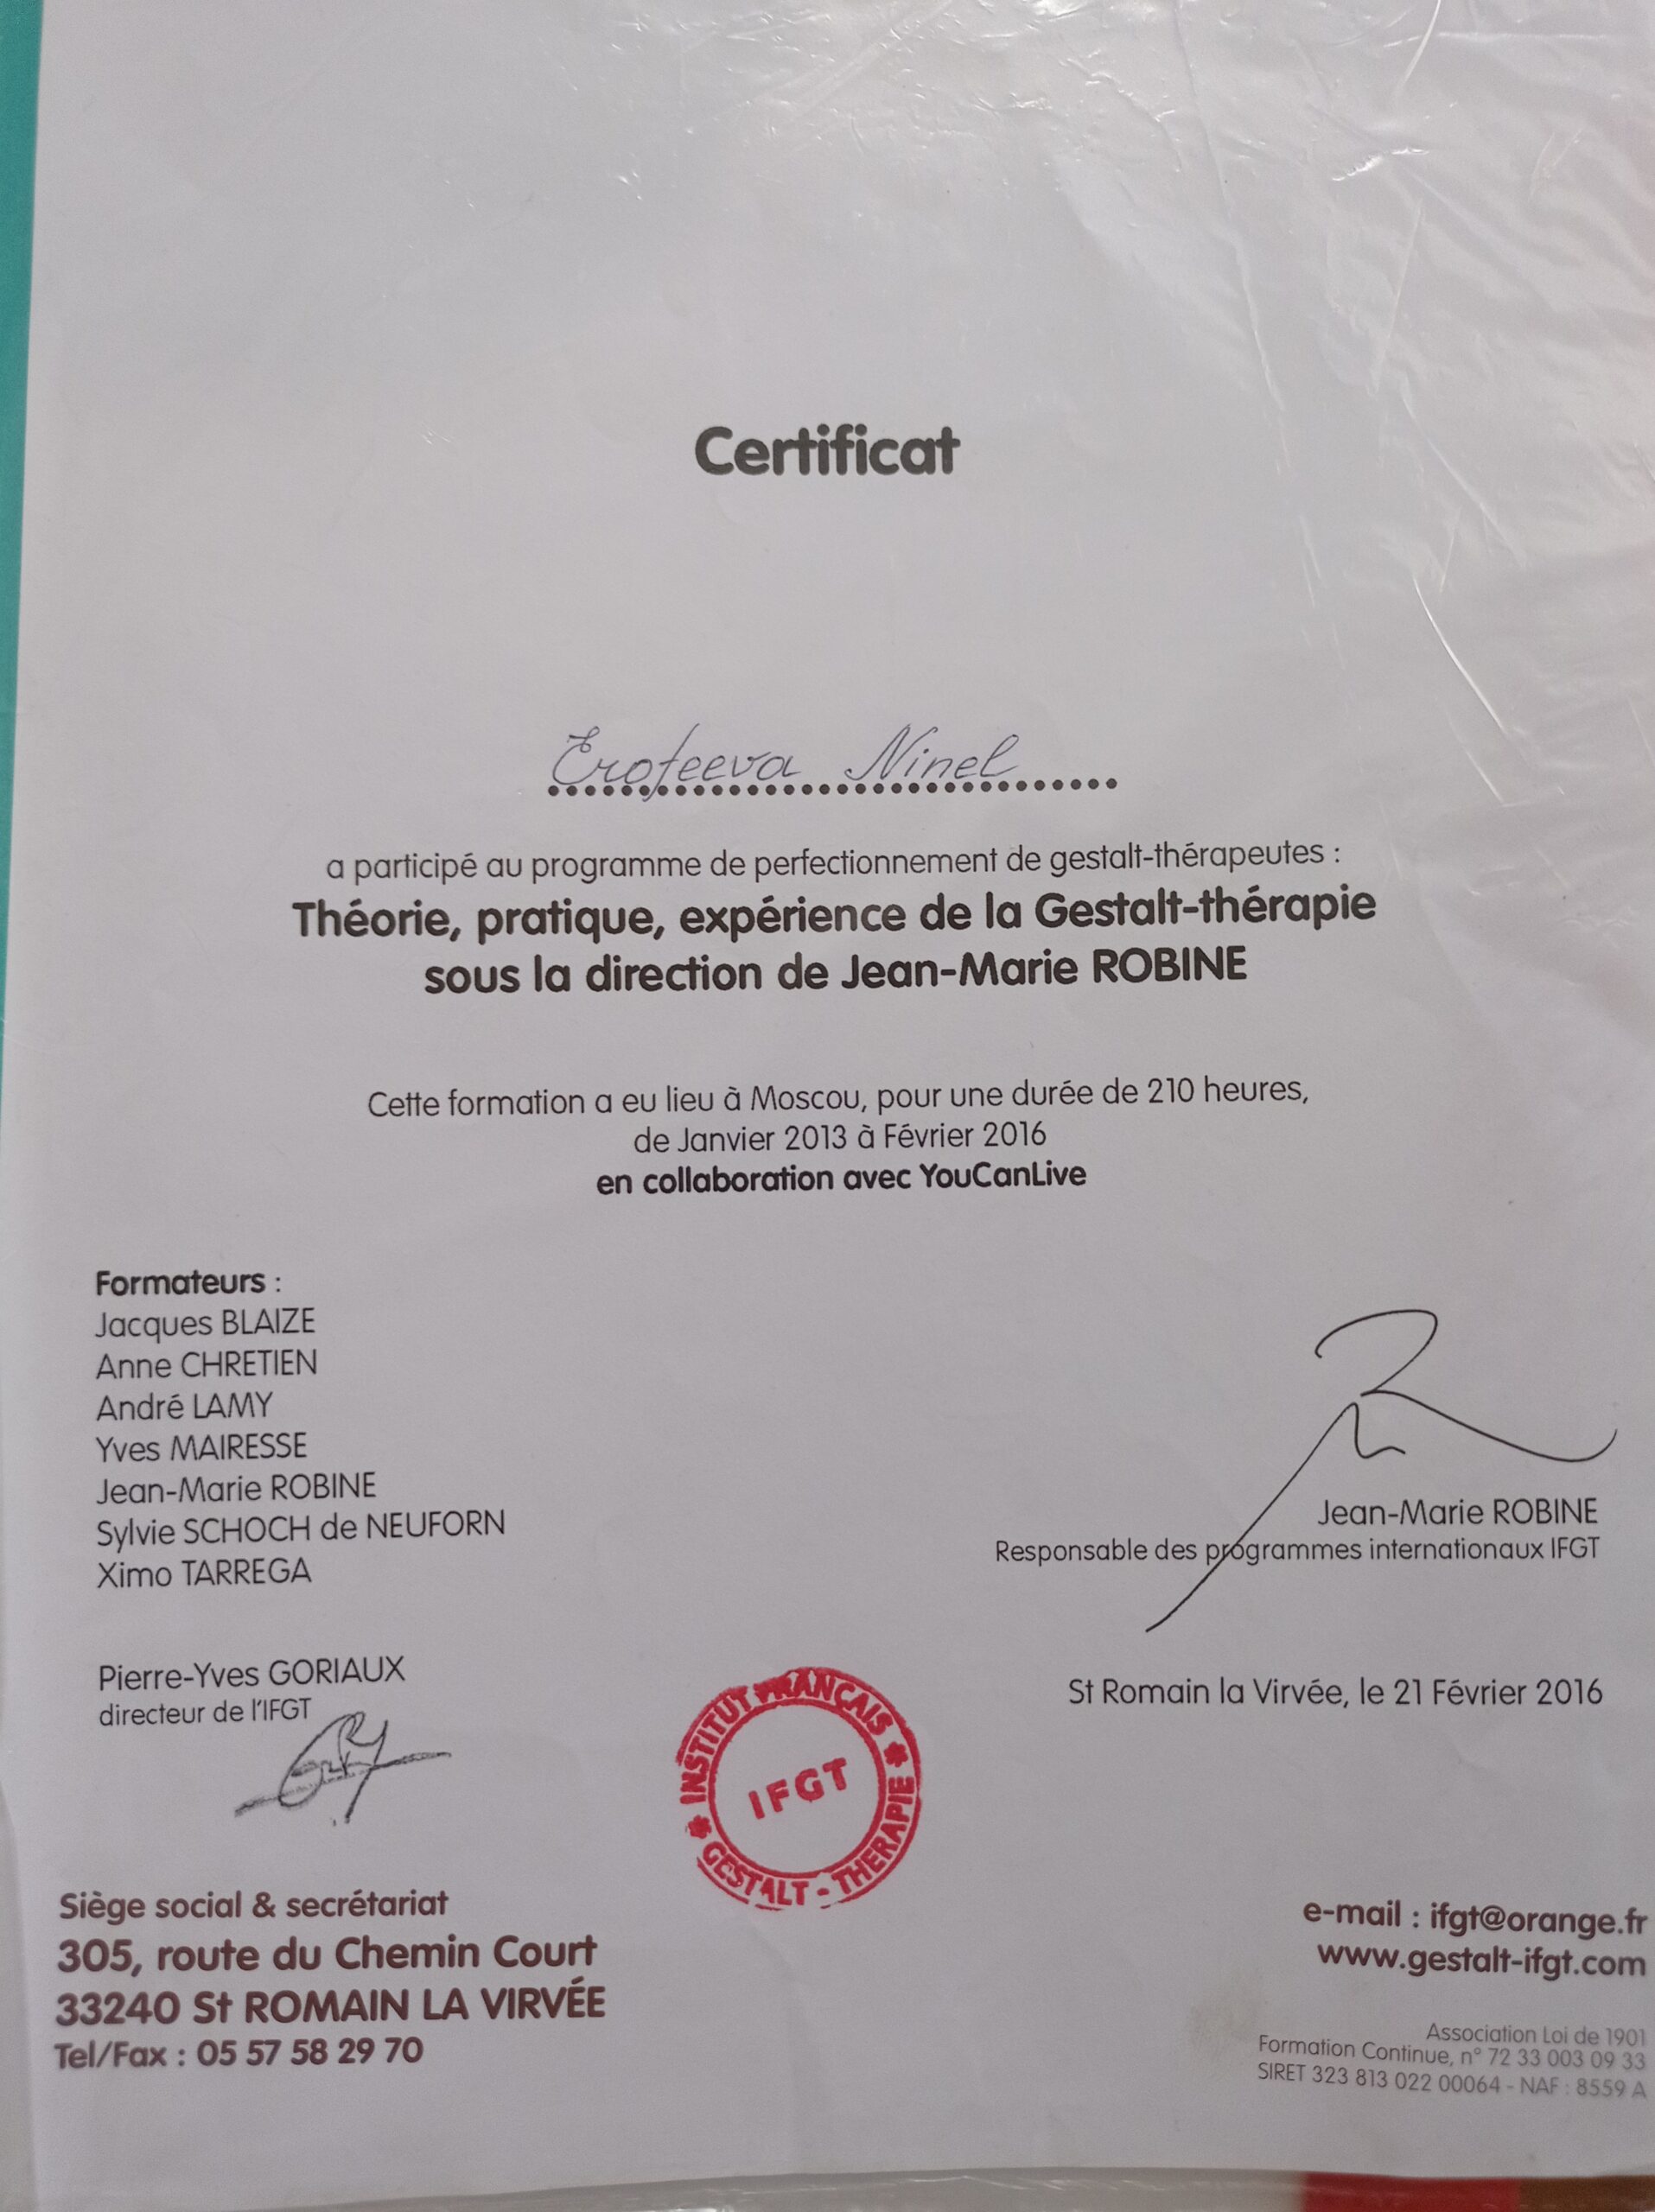 Certificat
Erofeeva Ninel
a participé au programme de perfectionnement de gestalt-thérapeutes :
Théorie, pratique, expérience de la Gestalt-thérapie
sous la direction de Jean-Marie ROBINE
Cette formation a eu lieu à Moscou, pour une durée de 210 heures,
de Janvier 2013 à Février 2016
en collaboration avec YouCanLive
Formateurs :
Jacques BLAIZE
Anne CHRETIEN
André LAMY
Yves MAIRESSE
Jean-Marie ROBINE
Sylvie SCHOCH de NEUFORN
Ximo TARREGA
Jean-Marie ROBINE
Responsable des programmes internationaux IFGT
Pierre-Yves GORIAUX
directeur de l'IFGT
St Romain la Virvée, le 21 Février 2016
INSTITUT FRANÇAIS
IFGT
GESTALT - THERAPIE
Siège social & secrétariat
305, route du Chemin Court
33240 St ROMAIN LA VIRVÉE
Tel/Fax : 05 57 58 29 70
e-mail : ifgt@orange.fr
www.gestalt-ifgt.com
Association Loi de 1901
Formation Continue, n° 72 33 003 09 33
SIRET 323 813 022 00064 - NAF : 8559 A